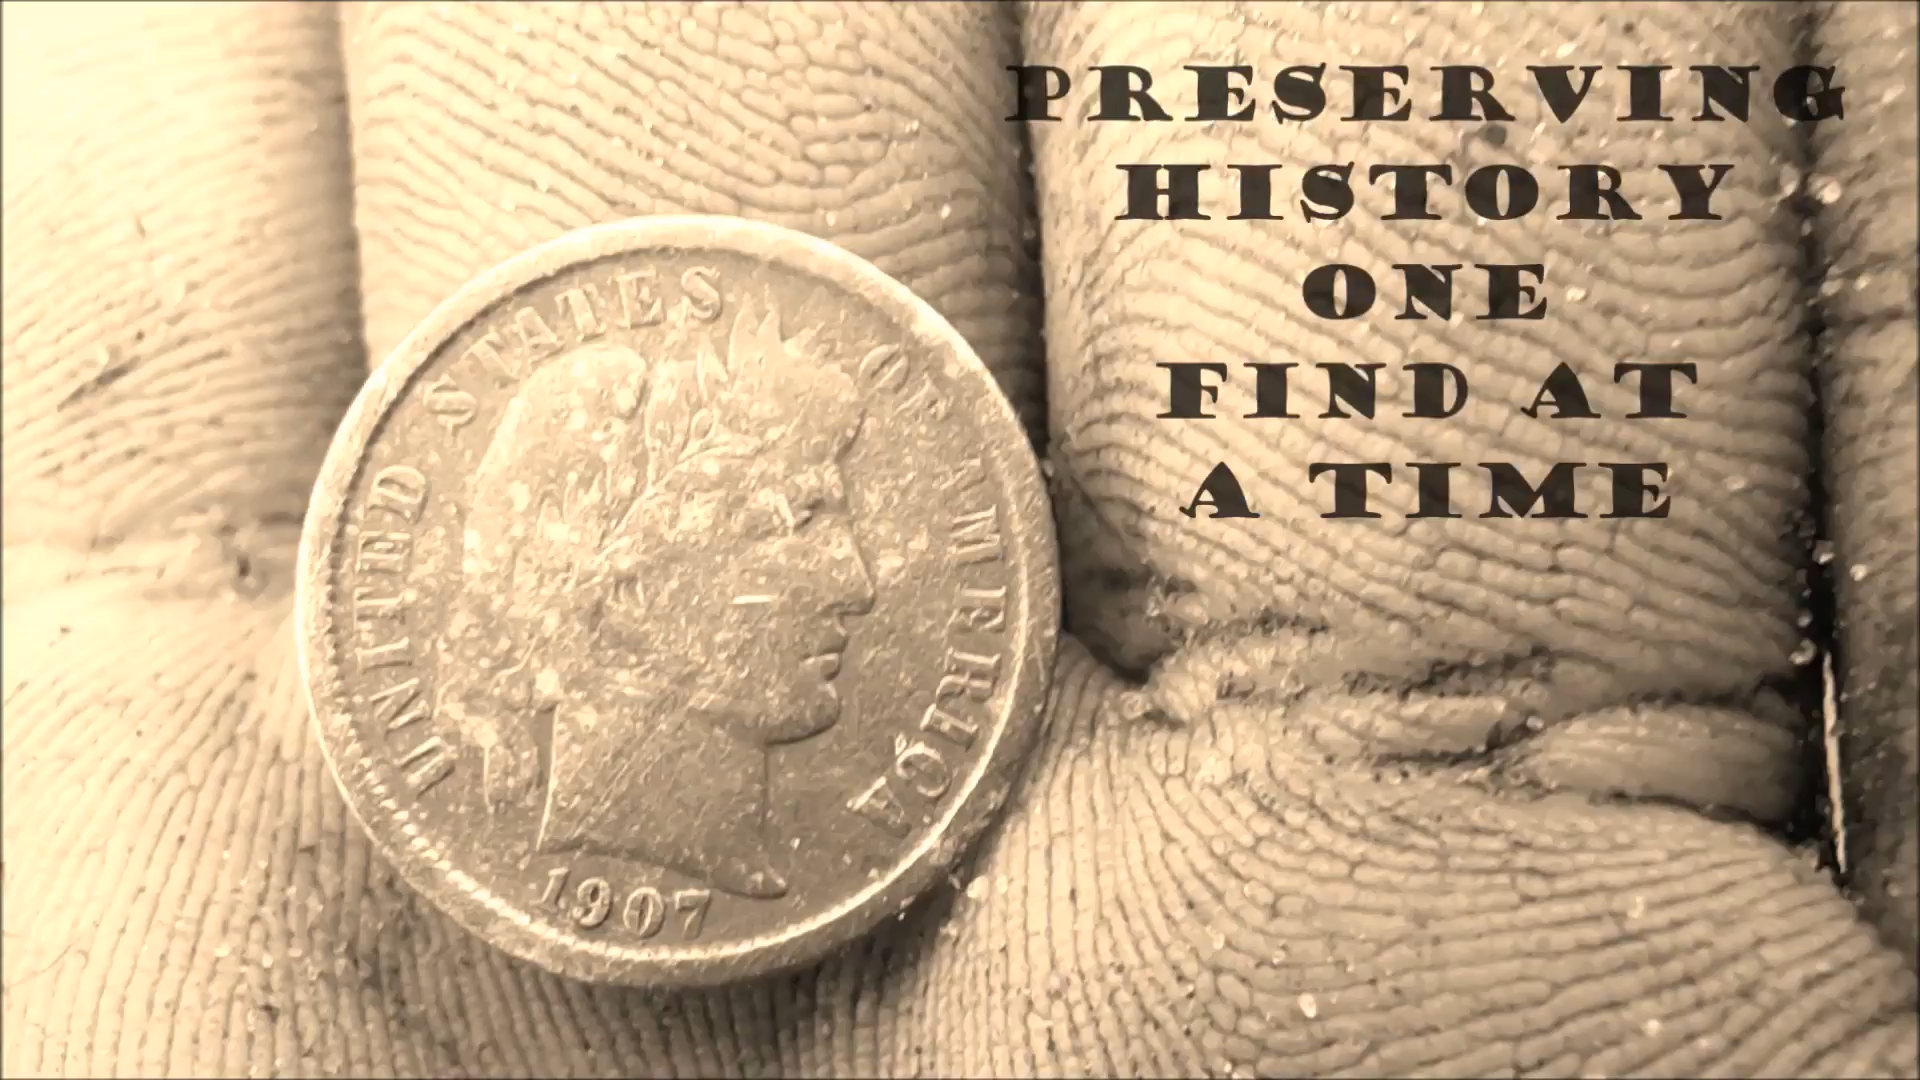 PRESERVING
HISTORY
ONE
FIND AT
A TIME
UNITED STATES OF AMERICA
1907